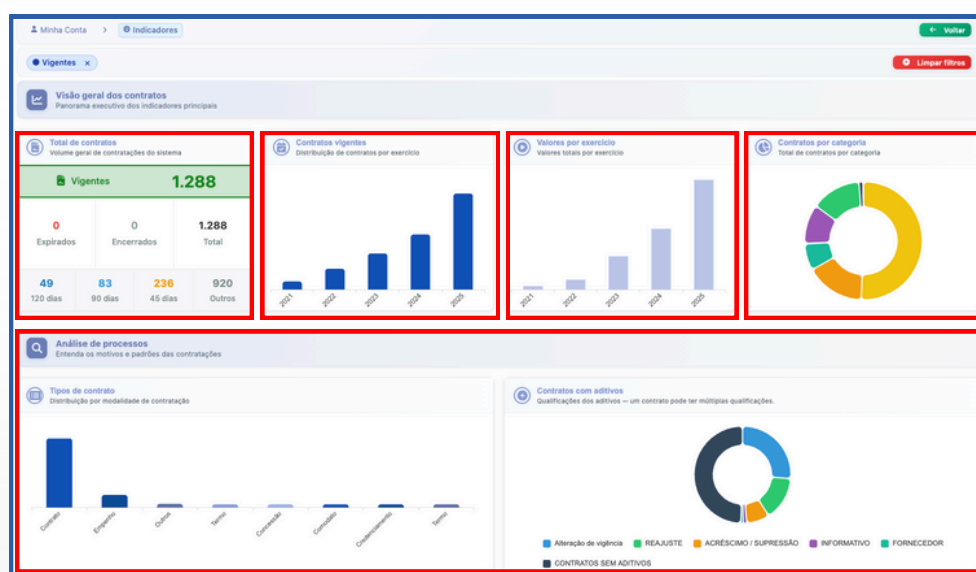 Minha Conta > Indicadores
Voltar
Vigentes x
Limpar filtros
Visão geral dos contratos
Panorama executivo dos indicadores principais
Total de contratos
Volume geral de contratações do sistema
Vigentes 1.288
0 0 1.288
Expirados Encerrados Total
49 83 236 920
120 dias 90 dias 45 dias Outros
Contratos vigentes
Distribuição de contratos por exercício
2021 2022 2023 2024 2025
Valores por exercício
Valores totais por exercício
2021 2022 2023 2024 2025
Contratos por categoria
Total de contratos por categoria
Análise de processos
Entenda os motivos e padrões das contratações
Tipos de contrato
Distribuição por modalidade de contratação
Contrato Empenho Outros Termo Concessão Comodato Credenciamento Termo
Contratos com aditivos
Qualificações dos aditivos — um contrato pode ter múltiplas qualificações.
Alteração de vigência REAJUSTE ACRÉSCIMO / SUPRESSÃO INFORMATIVO FORNECEDOR
CONTRATOS SEM ADITIVOS